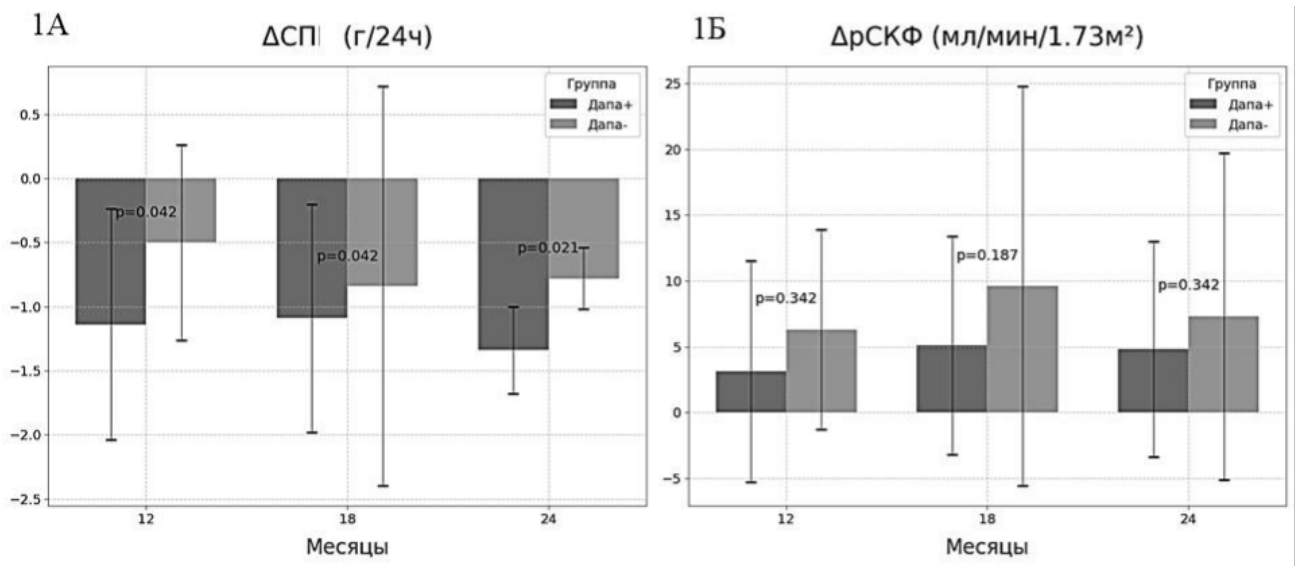 1А
ΔСП (г/24ч)
Группа
Дапа+
Дапа-
0.5
0.0
−0.5
−1.0
−1.5
−2.0
−2.5
p=0.042
p=0.042
p=0.021
12
18
24
Месяцы
1Б
ΔрСКФ (мл/мин/1.73м²)
Группа
Дапа+
Дапа-
25
20
15
10
5
0
−5
p=0.342
p=0.187
p=0.342
12
18
24
Месяцы